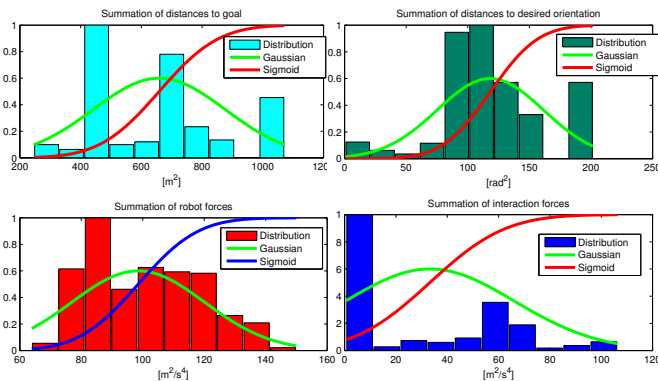 Summation of distances to goal
1
0.8
0.6
0.4
0.2
0
200 400 600 800 1000 120
[m²]
Distribution
Gaussian
Sigmoid
Summation of distances to desired orientation
1
0.8
0.6
0.4
0.2
0
0 50 100 150 200 250
[rad²]
Distribution
Gaussian
Sigmoid
Summation of robot forces
1
0.8
0.6
0.4
0.2
0
60 80 100 120 140 160
[m²/s⁴]
Distribution
Gaussian
Sigmoid
Summation of interaction forces
1
8
6
4
2
0
0 20 40 60 80 100 120
[m²/s⁴]
Distribution
Gaussian
Sigmoid